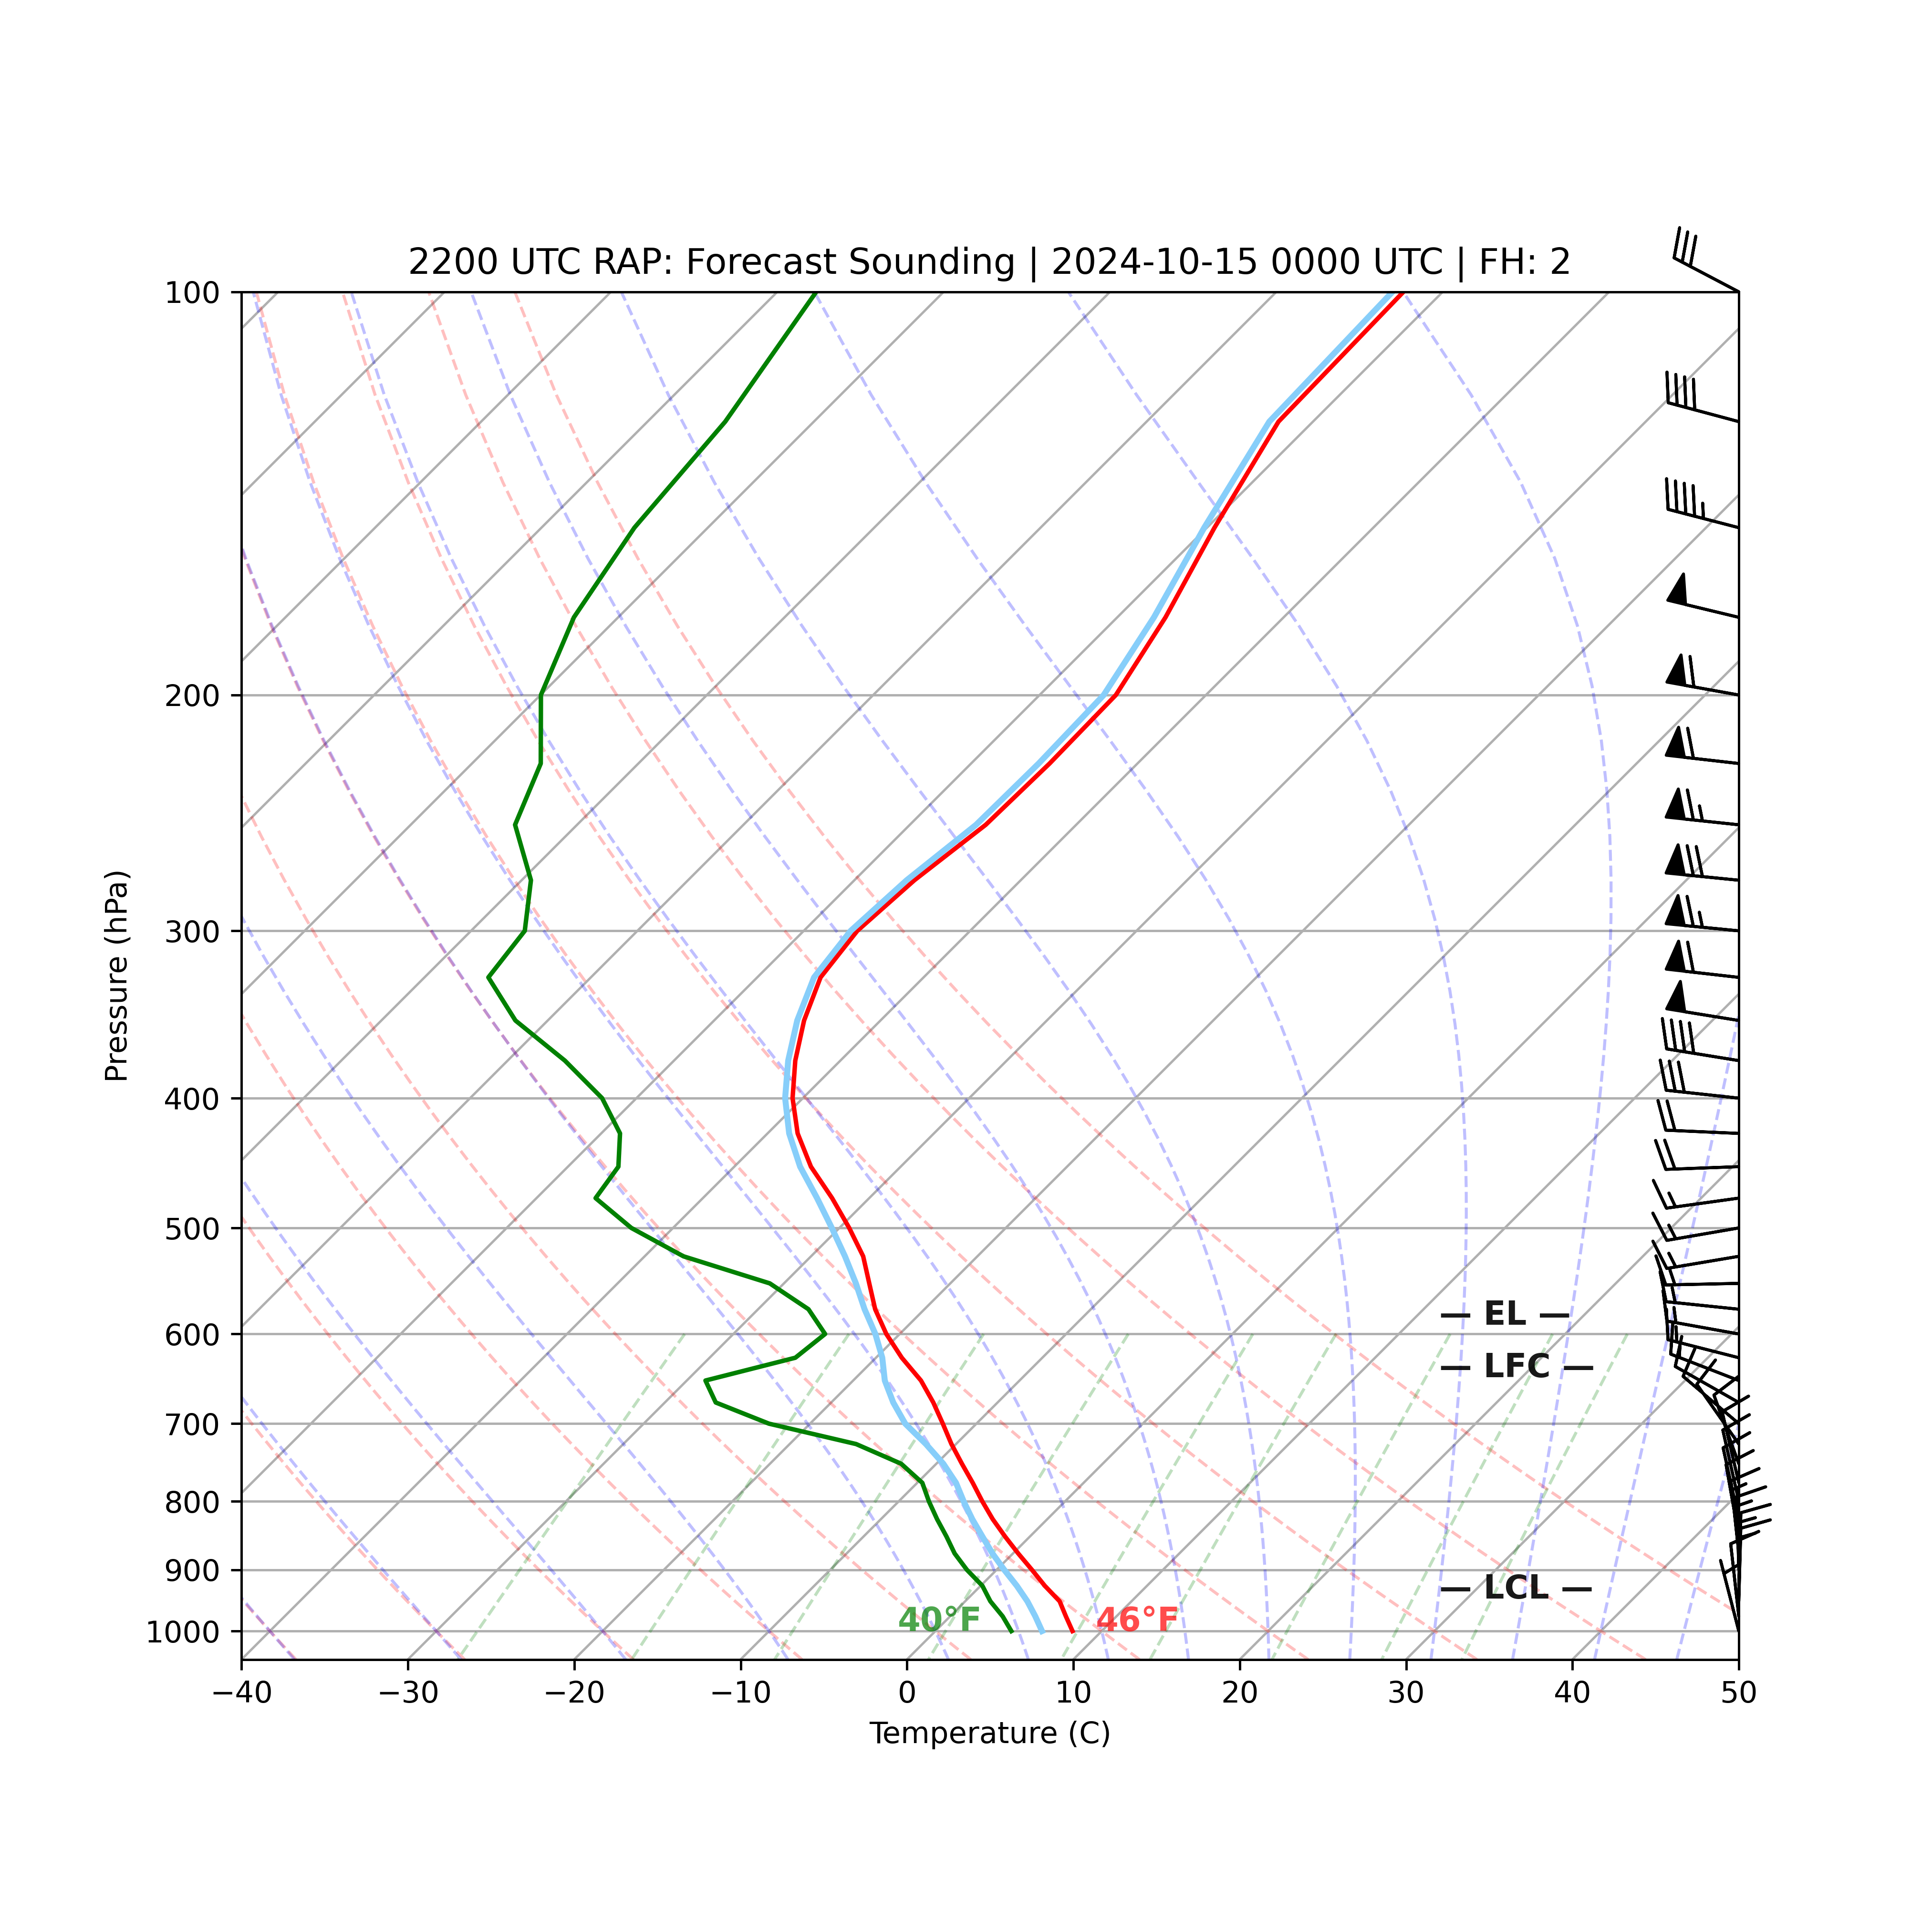 2200 UTC RAP: Forecast Sounding | 2024-10-15 0000 UTC | FH: 2
100
200
300
400
500
600
700
800
900
1000
Pressure (hPa)
— EL —
— LFC —
— LCL —
40°F
46°F
−40 −30 −20 −10 0 10 20 30 40 50
Temperature (C)